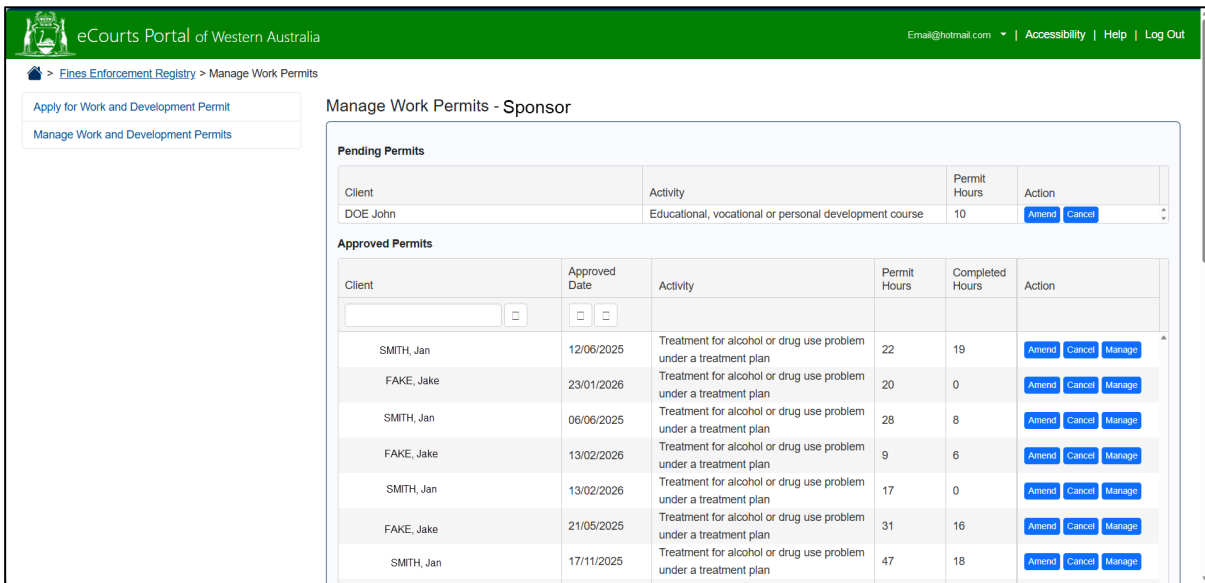 eCourts Portal of Western Australia
Email@hotmail.com | Accessibility | Help | Log Out
> Fines Enforcement Registry > Manage Work Permits
Apply for Work and Development Permit
Manage Work and Development Permits
Manage Work Permits - Sponsor
Pending Permits
Client Activity Permit Hours Action
DOE John Educational, vocational or personal development course 10 Amend Cancel
Approved Permits
Client Approved Date Activity Permit Hours Completed Hours Action
SMITH, Jan 12/06/2025 Treatment for alcohol or drug use problem under a treatment plan 22 19 Amend Cancel Manage
FAKE, Jake 23/01/2026 Treatment for alcohol or drug use problem under a treatment plan 20 0 Amend Cancel Manage
SMITH, Jan 06/06/2025 Treatment for alcohol or drug use problem under a treatment plan 28 8 Amend Cancel Manage
FAKE, Jake 13/02/2026 Treatment for alcohol or drug use problem under a treatment plan 9 6 Amend Cancel Manage
SMITH, Jan 13/02/2026 Treatment for alcohol or drug use problem under a treatment plan 17 0 Amend Cancel Manage
FAKE, Jake 21/05/2025 Treatment for alcohol or drug use problem under a treatment plan 31 16 Amend Cancel Manage
SMITH, Jan 17/11/2025 Treatment for alcohol or drug use problem under a treatment plan 47 18 Amend Cancel Manage